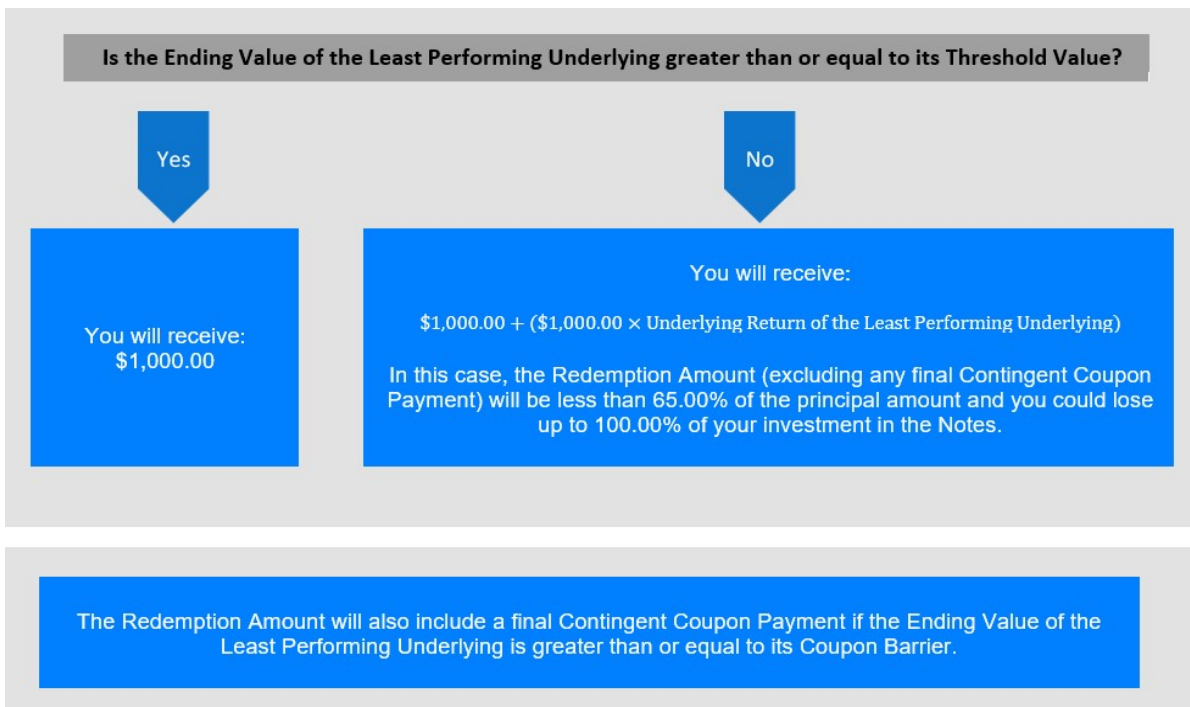 Is the Ending Value of the Least Performing Underlying greater than or equal to its Threshold Value?
Yes
No
You will receive:
$1,000.00
You will receive:
$1,000.00 + ($1,000.00 × Underlying Return of the Least Performing Underlying)
In this case, the Redemption Amount (excluding any final Contingent Coupon
Payment) will be less than 65.00% of the principal amount and you could lose
up to 100.00% of your investment in the Notes.
The Redemption Amount will also include a final Contingent Coupon Payment if the Ending Value of the
Least Performing Underlying is greater than or equal to its Coupon Barrier.